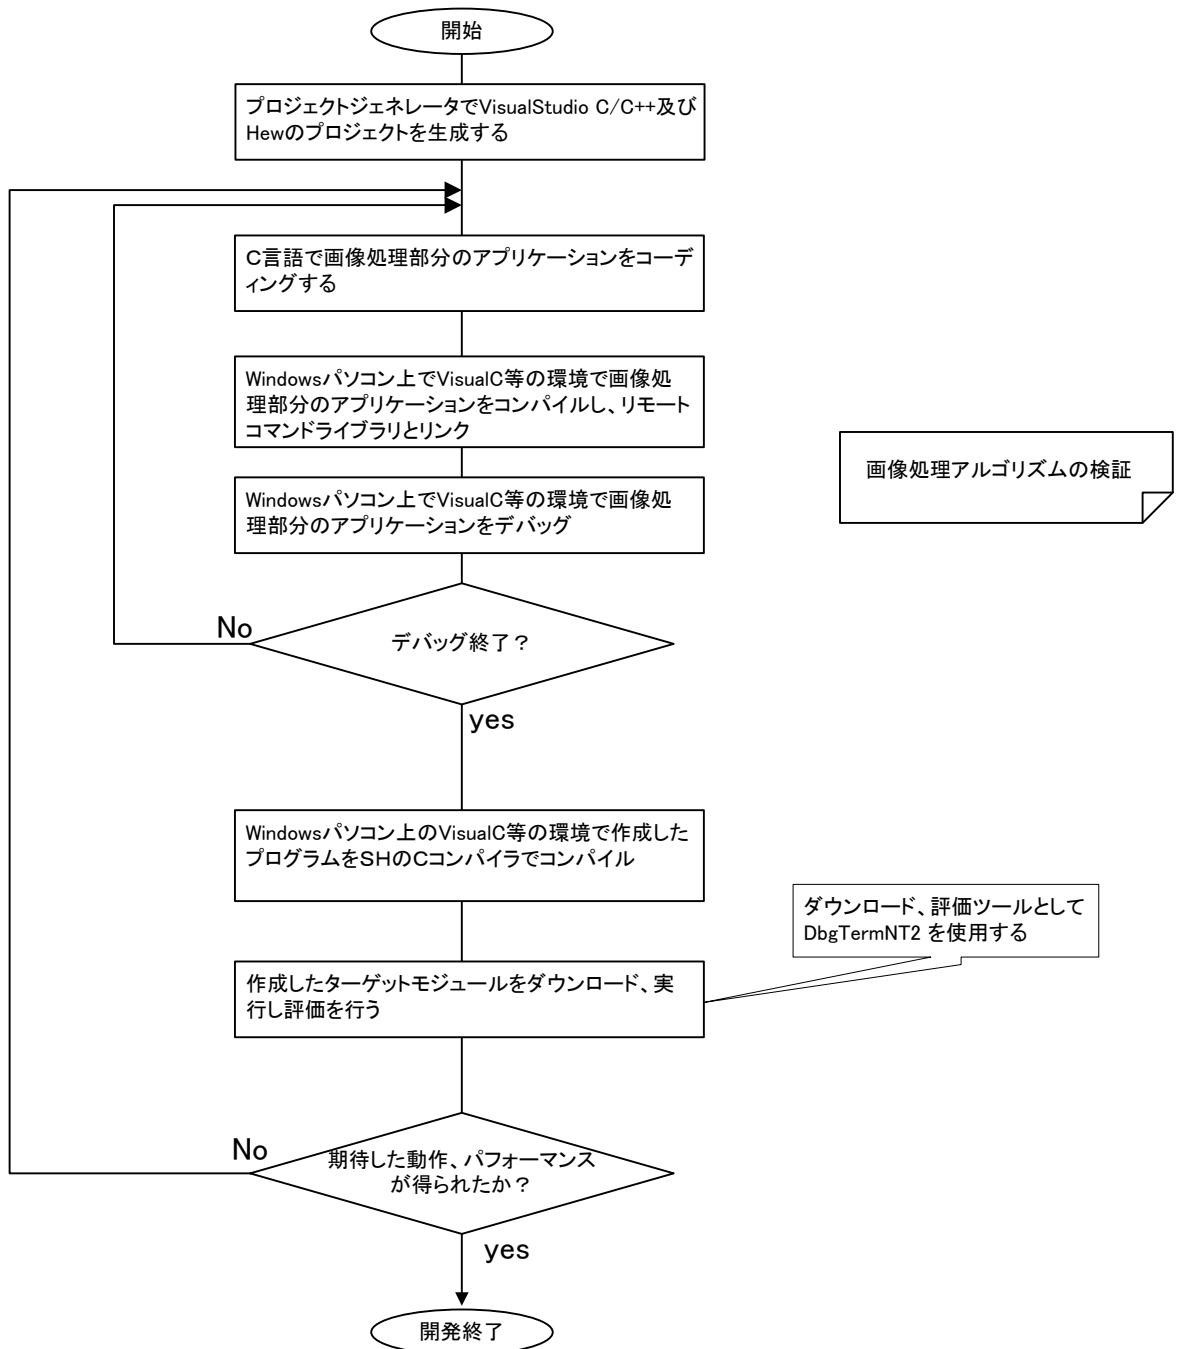 開始
プロジェクトジェネレータでVisualStudio C/C++及び
Hewのプロジェクトを生成する
C言語で画像処理部分のアプリケーションをコーデ
ィングする
Windowsパソコン上でVisualC等の環境で画像処
理部分のアプリケーションをコンパイルし、リモート
コマンドライブラリとリンク
画像処理アルゴリズムの検証
Windowsパソコン上でVisualC等の環境で画像処
理部分のアプリケーションをデバッグ
No
デバッグ終了？
yes
Windowsパソコン上のVisualC等の環境で作成した
プログラムをSHのCコンパイラでコンパイル
ダウンロード、評価ツールとして
DbgTermNT2 を使用する
作成したターゲットモジュールをダウンロード、実
行し評価を行う
No
期待した動作、パフォーマンス
が得られたか？
yes
開発終了